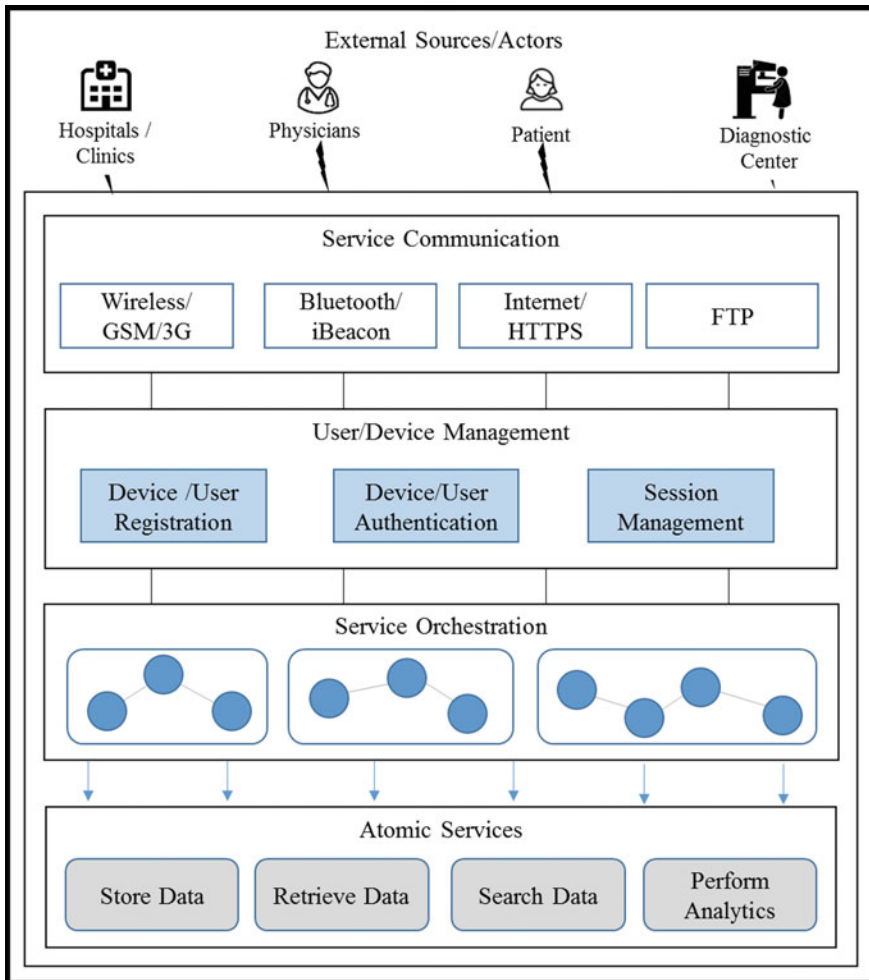 External Sources/Actors
Hospitals /
Clinics
Physicians
Patient
Diagnostic
Center
Service Communication
Wireless/
GSM/3G
Bluetooth/
iBeacon
Internet/
HTTPS
FTP
User/Device Management
Device /User
Registration
Device/User
Authentication
Session
Management
Service Orchestration
Atomic Services
Store Data
Retrieve Data
Search Data
Perform
Analytics